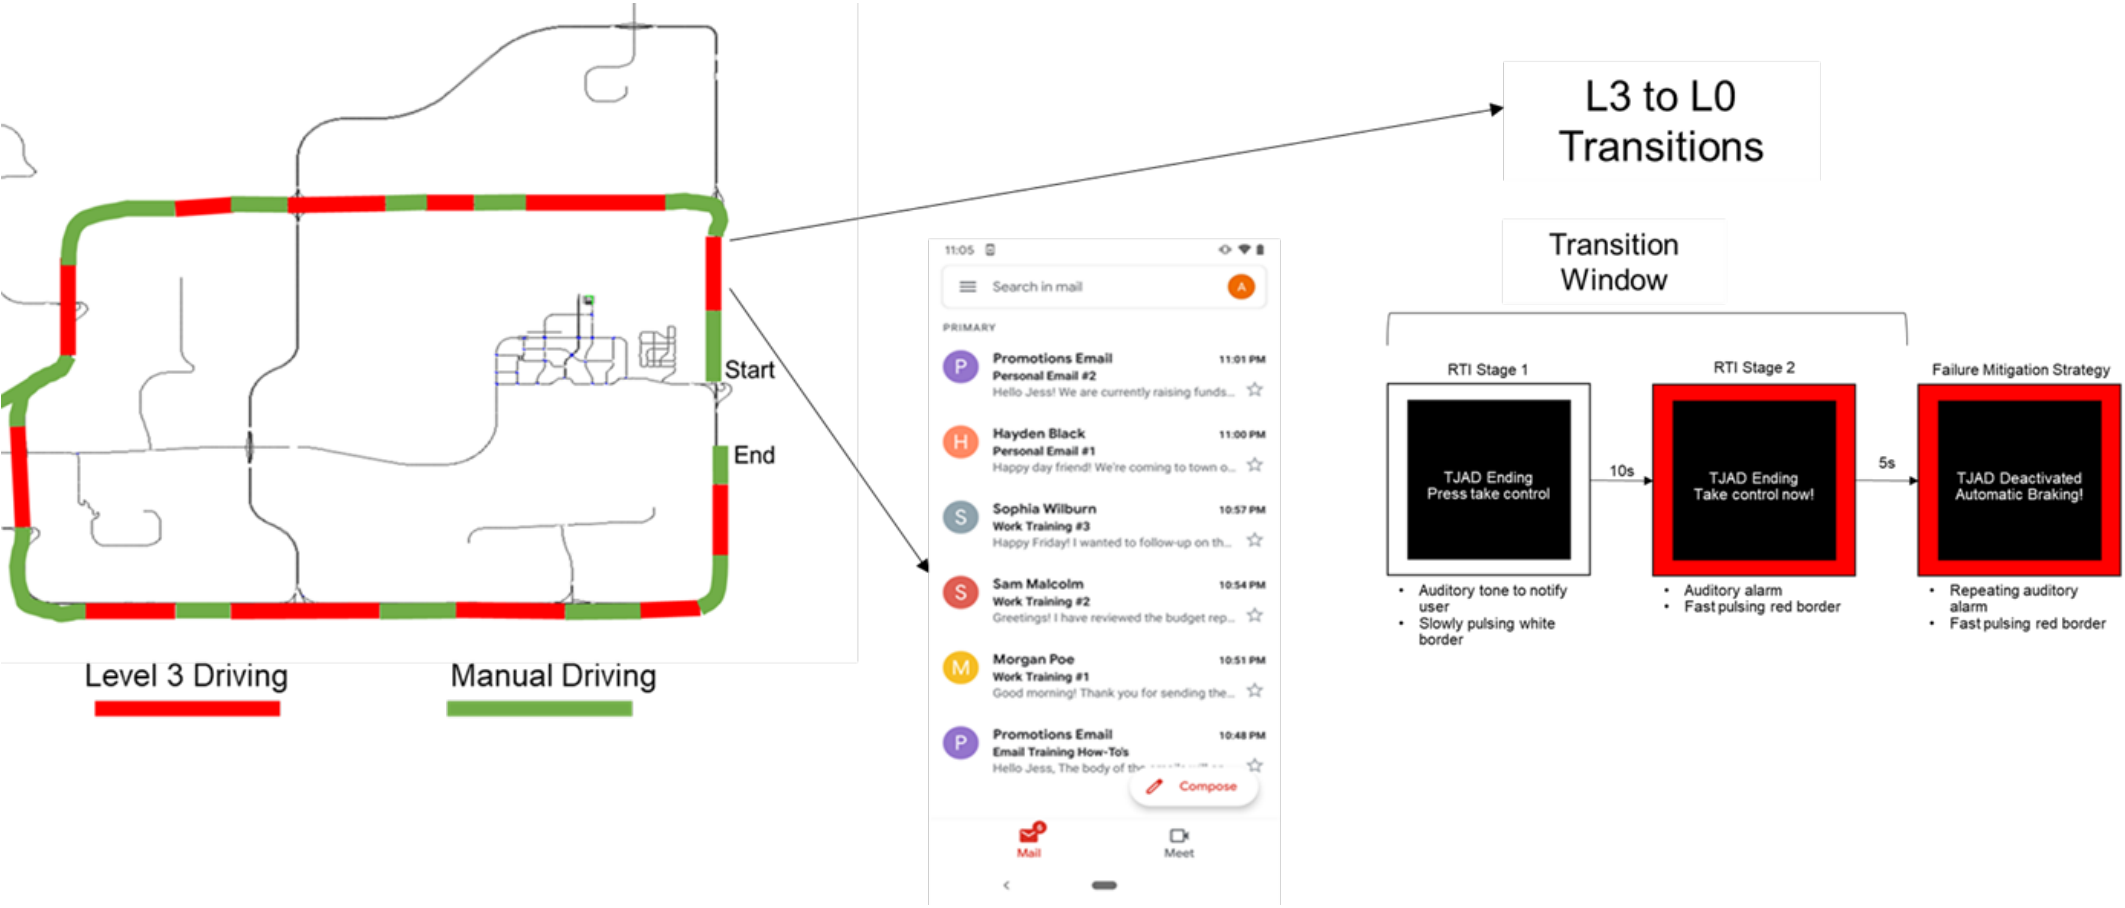 Start
End
Level 3 Driving
Manual Driving
11:05
Search in mail
A
PRIMARY
P
Promotions Email
11:01 PM
Personal Email #2
Hello Jess! We are currently raising funds...
H
Hayden Black
11:00 PM
Personal Email #1
Happy day friend! We're coming to town o...
S
Sophia Wilburn
10:57 PM
Work Training #3
Happy Friday! I wanted to follow-up on th...
S
Sam Malcolm
10:54 PM
Work Training #2
Greetings! I have reviewed the budget rep...
M
Morgan Poe
10:51 PM
Work Training #1
Good morning! Thank you for sending the...
P
Promotions Email
10:48 PM
Email Training How-To's
Hello Jess, The body of the
Compose
Mail
Meet
L3 to L0
Transitions
Transition
Window
RTI Stage 1
TJAD Ending
Press take control
• Auditory tone to notify
user
• Slowly pulsing white
border
10s
RTI Stage 2
TJAD Ending
Take control now!
• Auditory alarm
• Fast pulsing red border
5s
Failure Mitigation Strategy
TJAD Deactivated
Automatic Braking!
• Repeating auditory
alarm
• Fast pulsing red border